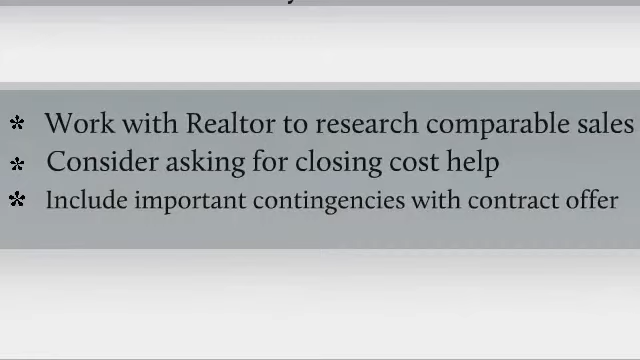 * Work with Realtor to research comparable sales
* Consider asking for closing cost help
* Include important contingencies with contract offer